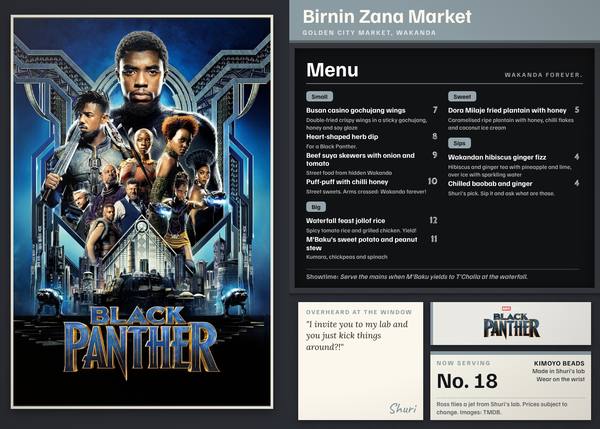 BLACK
PANTHER
Birnin Zana Market
GOLDEN CITY MARKET, WAKANDA
Menu
WAKANDA FOREVER.
Small
Busan casino gochujang wings 7
Double-fried crispy wings in a sticky gochujang,
honey and soy glaze
Heart-shaped herb dip 8
For a Black Panther.
Beef suya skewers with onion and 9
tomato
Street food from hidden Wakanda
Puff-puff with chilli honey 10
Street sweets. Arms crossed: Wakanda forever!
Big
Waterfall feast jollof rice 12
Spicy tomato rice and grilled chicken. Yield!
M'Baku's sweet potato and peanut 11
stew
Kumara, chickpeas and spinach
Sweet
Dora Milaje fried plantain with honey 5
Caramelised ripe plantain with honey, chilli flakes
and coconut ice cream
Sips
Wakandan hibiscus ginger fizz 4
Hibiscus and ginger tea with pineapple and lime,
over ice with sparkling water
Chilled baobab and ginger 4
Shuri's pick. Sip it and ask what are those.
Showtime: Serve the mains when M'Baku yields to T'Challa at the waterfall.
OVERHEARD AT THE WINDOW
"I invite you to my lab and
you just kick things
around?!"
Shuri
MARVEL
BLACK
PANTHER
NOW SERVING
No. 18
KIMOYO BEADS
Made in Shuri's lab
Wear on the wrist
Ross flies a jet from Shuri's lab. Prices subject to
change. Images: TMDB.